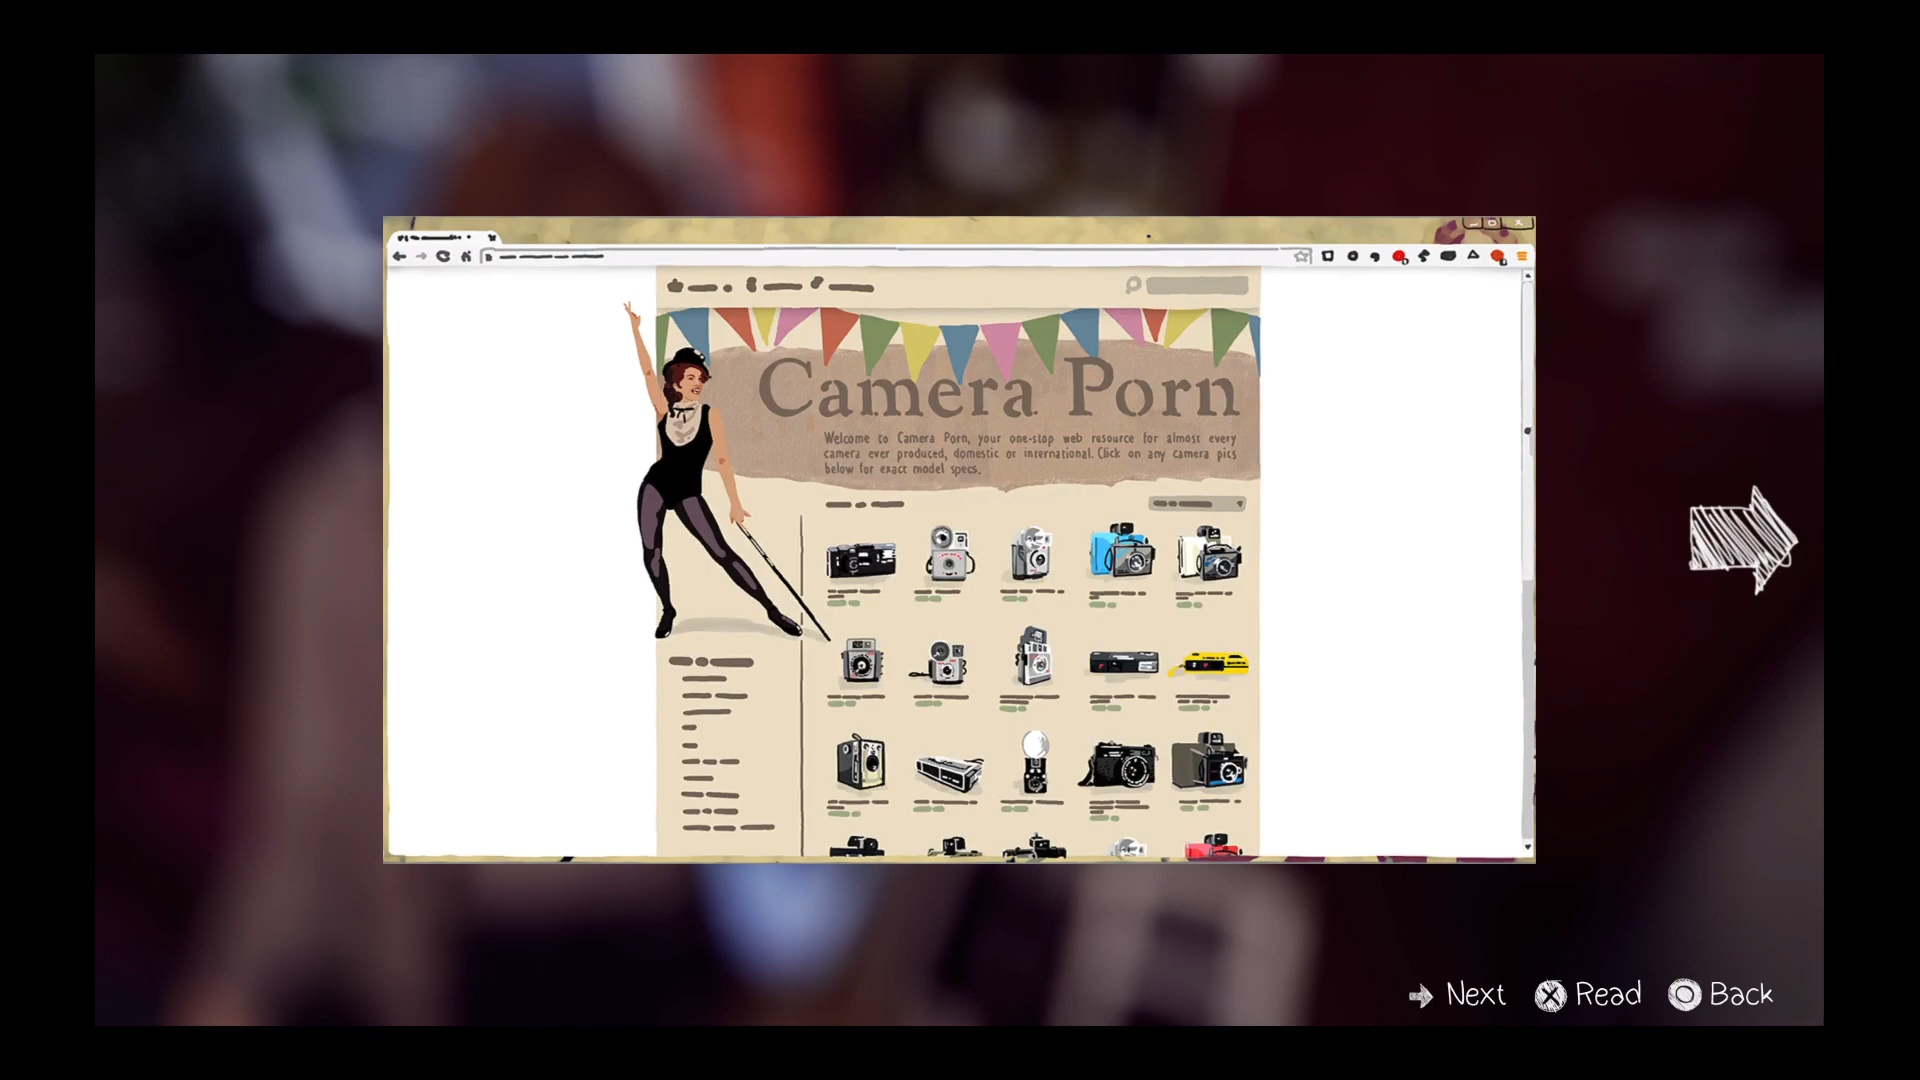 Camera Porn
Welcome to Camera Porn, your one-stop web resource for almost every
camera ever produced, domestic or international. Click on any camera pics
below for exact model specs.
Next
Read
Back